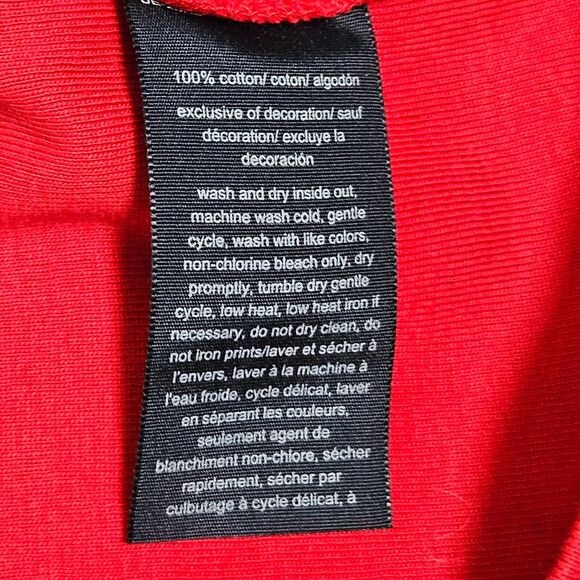 100% cotton/ coton/ algodón
exclusive of decoration/ sauf
décoration/ excluye la
decoración
wash and dry inside out,
machine wash cold, gentle
cycle, wash with like colors,
non-chlorine bleach only, dry
promptly, tumble dry gentle
cycle, low heat, low heat iron if
necessary, do not dry clean, do
not iron prints/laver et sécher à
l'envers, laver à la machine à
l'eau froide, cycle délicat, laver
en séparant les couleurs,
seulement agent de
blanchiment non-chlore, sécher
rapidement, sécher par
culbutage à cycle délicat, à